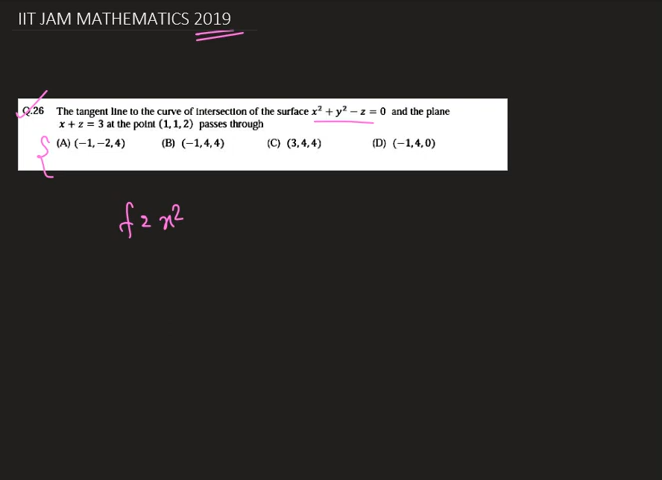 IIT JAM MATHEMATICS 2019
Q.26 The tangent line to the curve of intersection of the surface x² + y² − z = 0 and the plane
x + z = 3 at the point (1, 1, 2) passes through
(A) (−1, −2, 4) (B) (−1, 4, 4) (C) (3, 4, 4) (D) (−1, 4, 0)
f = x²